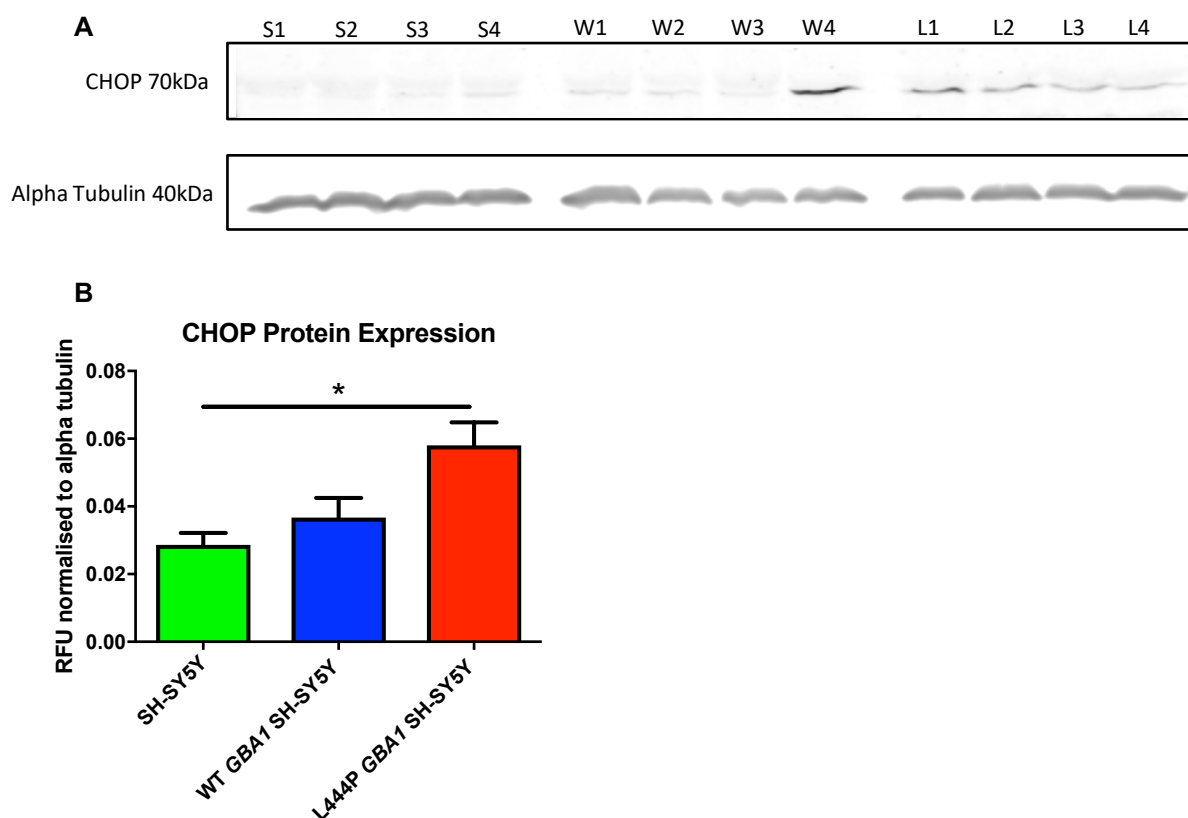 A
S1 S2 S3 S4 W1 W2 W3 W4 L1 L2 L3 L4
CHOP 70kDa
Alpha Tubulin 40kDa
B
CHOP Protein Expression
RFU normalised to alpha tubulin
0.08
0.06
0.04
0.02
0.00
*
SH-SY5Y
WT GBA1 SH-SY5Y
L444P GBA1 SH-SY5Y